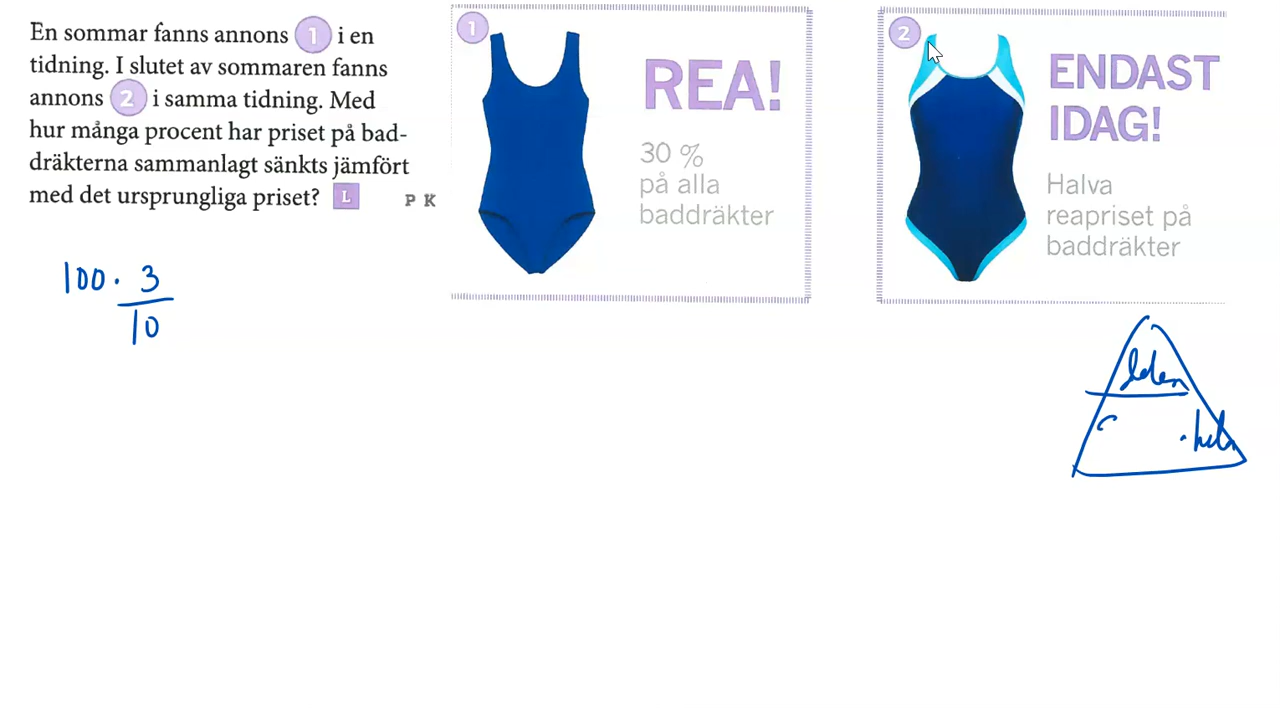 En sommar fanns annons 1 i en
tidning. I slutet av sommaren fanns
annons 2 i samma tidning. Med
hur många procent har priset på bad-
dräkterna sammanlagt sänkts jämfört
med det ursprungliga priset? L P K
1
REA!
30 %
på alla
baddräkter
2
ENDAST
IDAG!
Halva
reapriset på
baddräkter
100 · 3
10